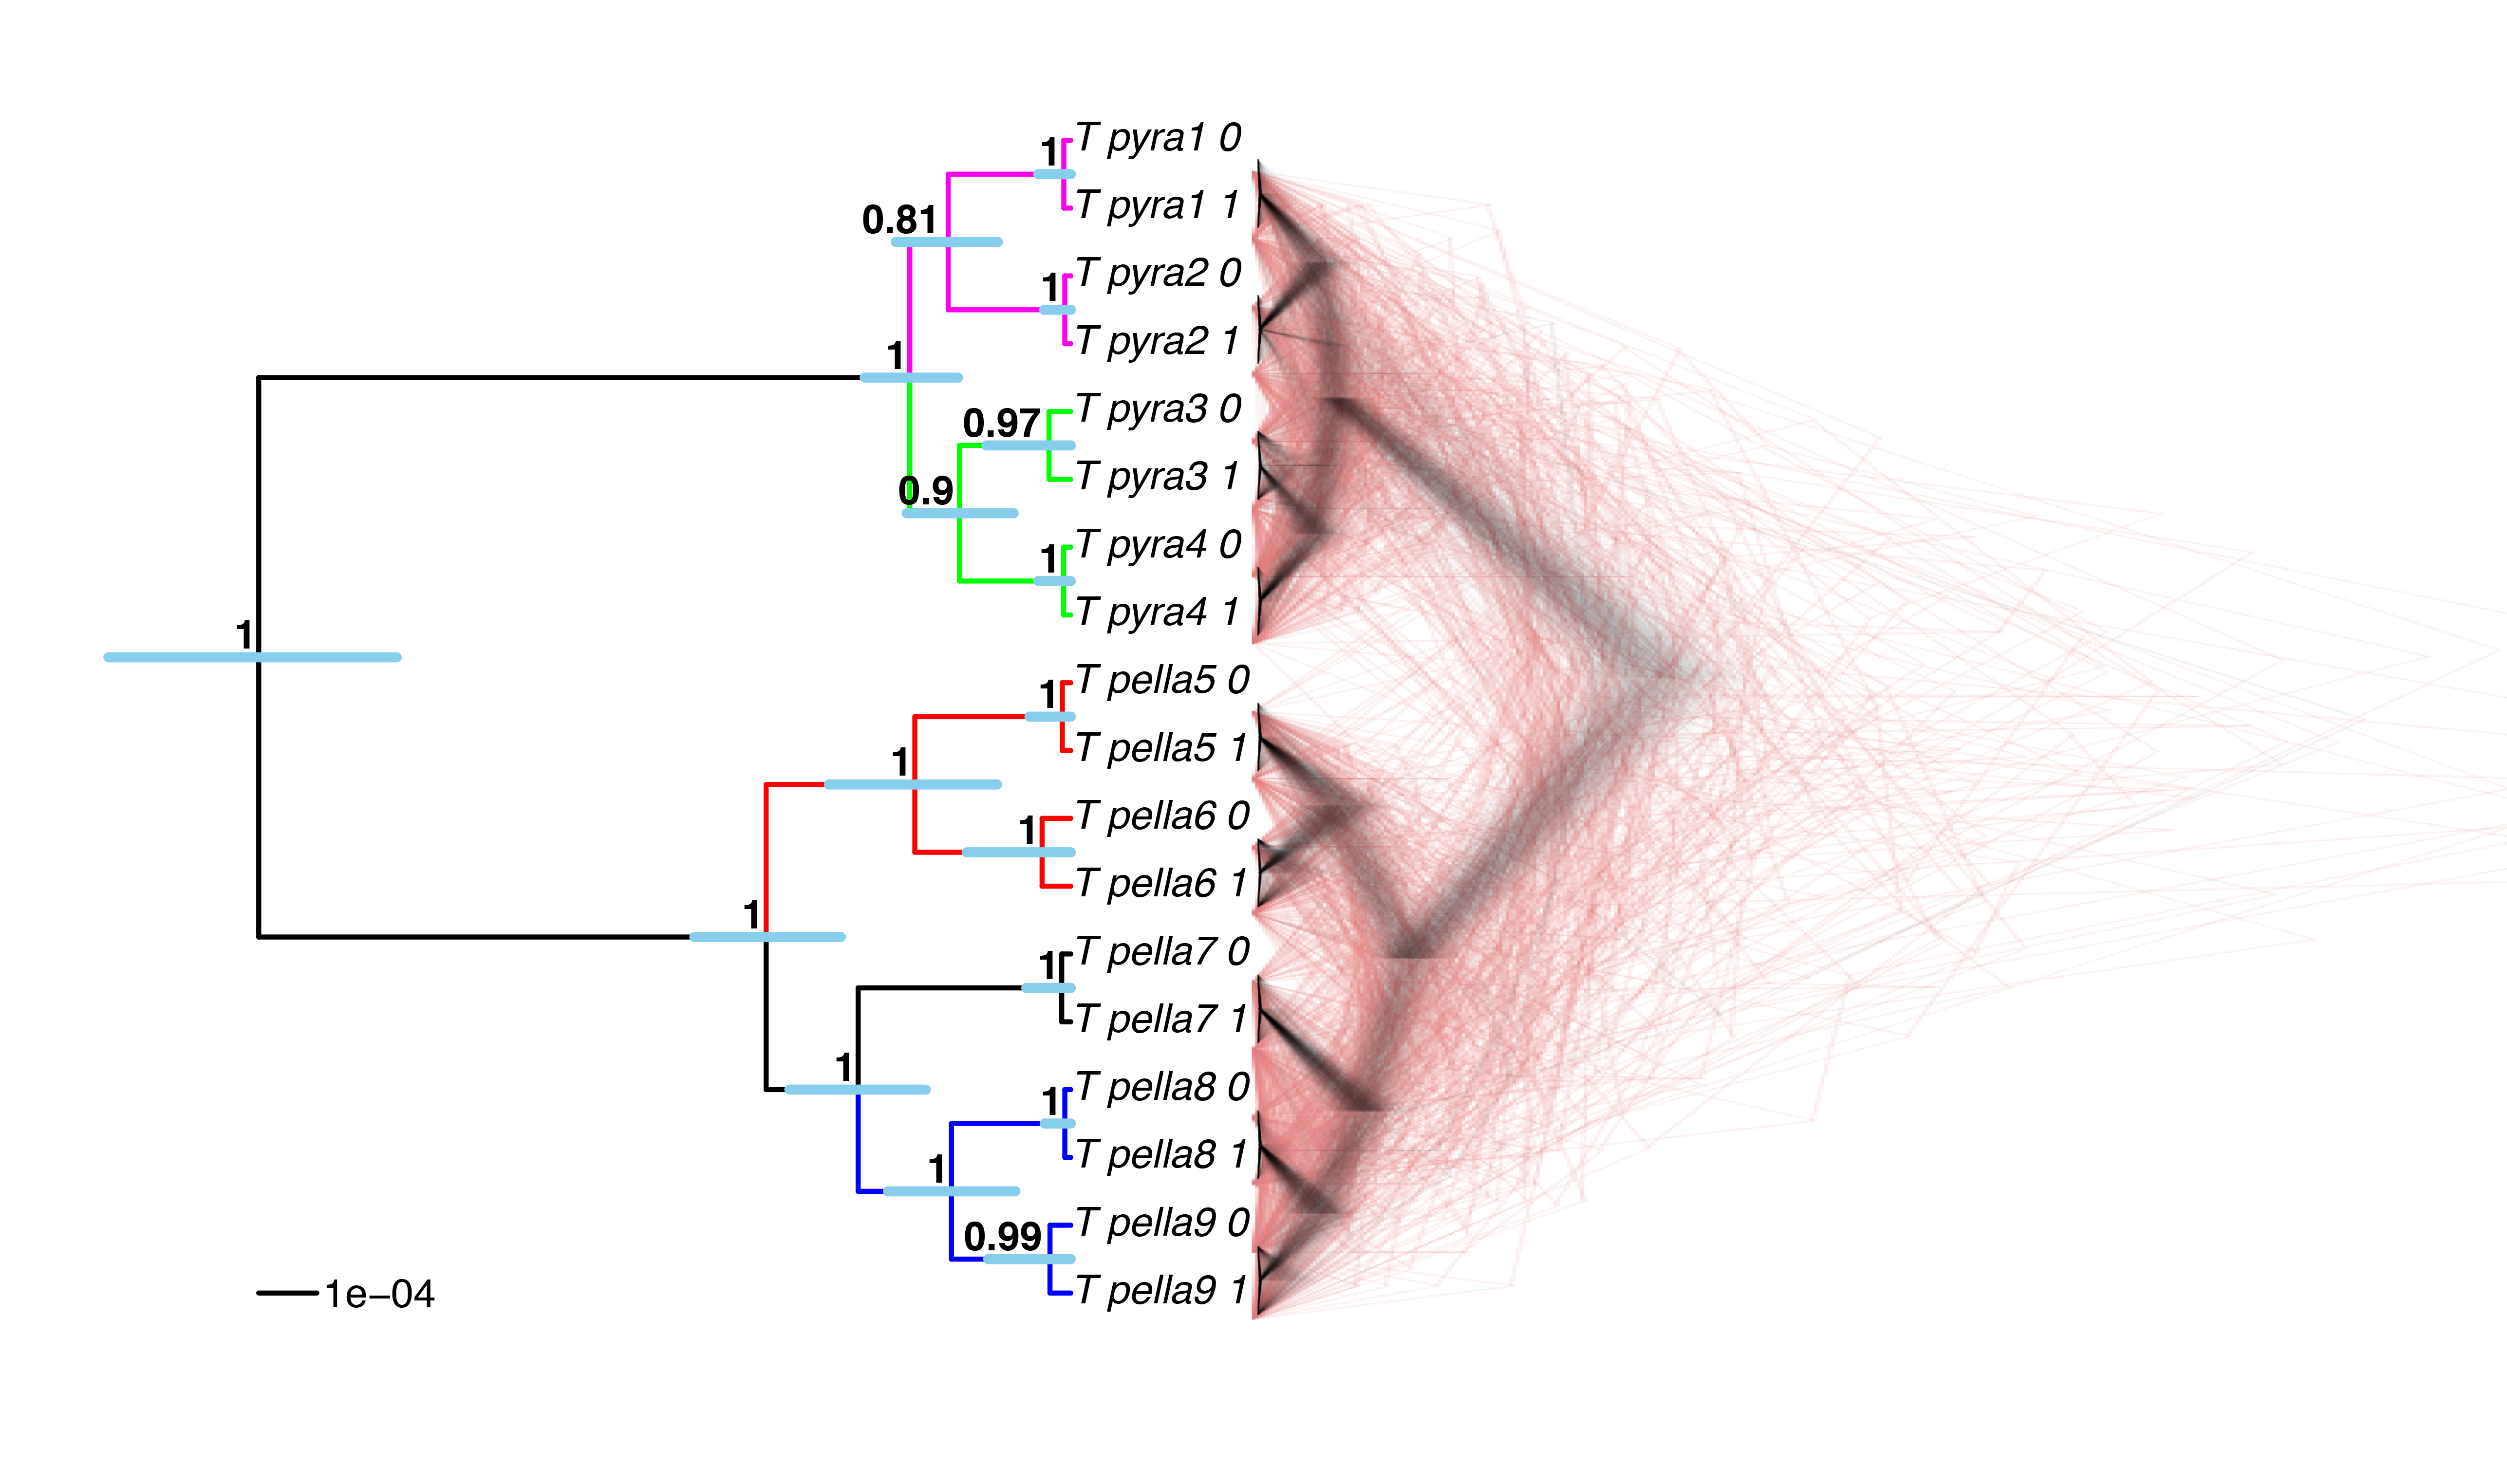 T pyra1 0
1
T pyra1 1
0.81
T pyra2 0
1
T pyra2 1
1
T pyra3 0
0.97
T pyra3 1
0.9
T pyra4 0
1
T pyra4 1
1
T pella5 0
1
T pella5 1
1
T pella6 0
1
T pella6 1
1
T pella7 0
1
T pella7 1
1
T pella8 0
1
T pella8 1
1
T pella9 0
0.99
T pella9 1
1e−04